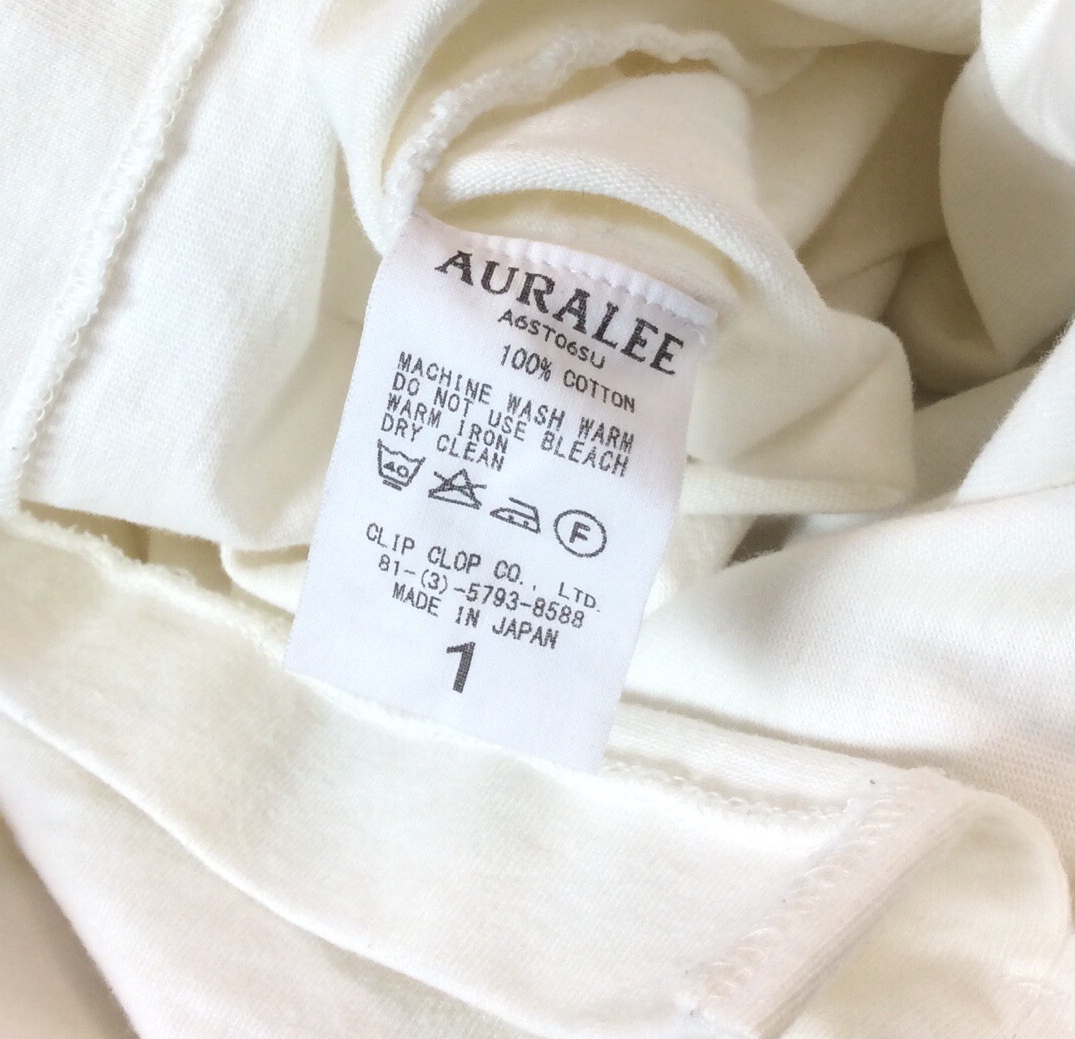 AURALEE
A6ST06SU
100% COTTON
MACHINE WASH WARM
DO NOT USE BLEACH
WARM IRON
DRY CLEAN
40 F
CLIP CLOP CO., LTD.
81-(3)-5793-8588
MADE IN JAPAN
1